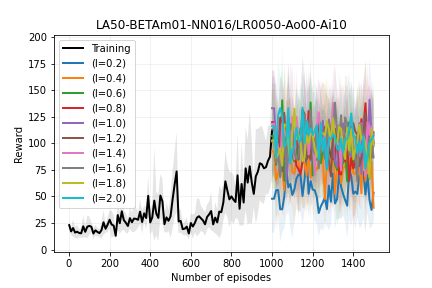 LA50-BETAm01-NN016/LR0050-Ao00-Ai10
200
175
150
125
100
75
50
25
0
Reward
Training
(l=0.2)
(l=0.4)
(l=0.6)
(l=0.8)
(l=1.0)
(l=1.2)
(l=1.4)
(l=1.6)
(l=1.8)
(l=2.0)
0 200 400 600 800 1000 1200 1400
Number of episodes